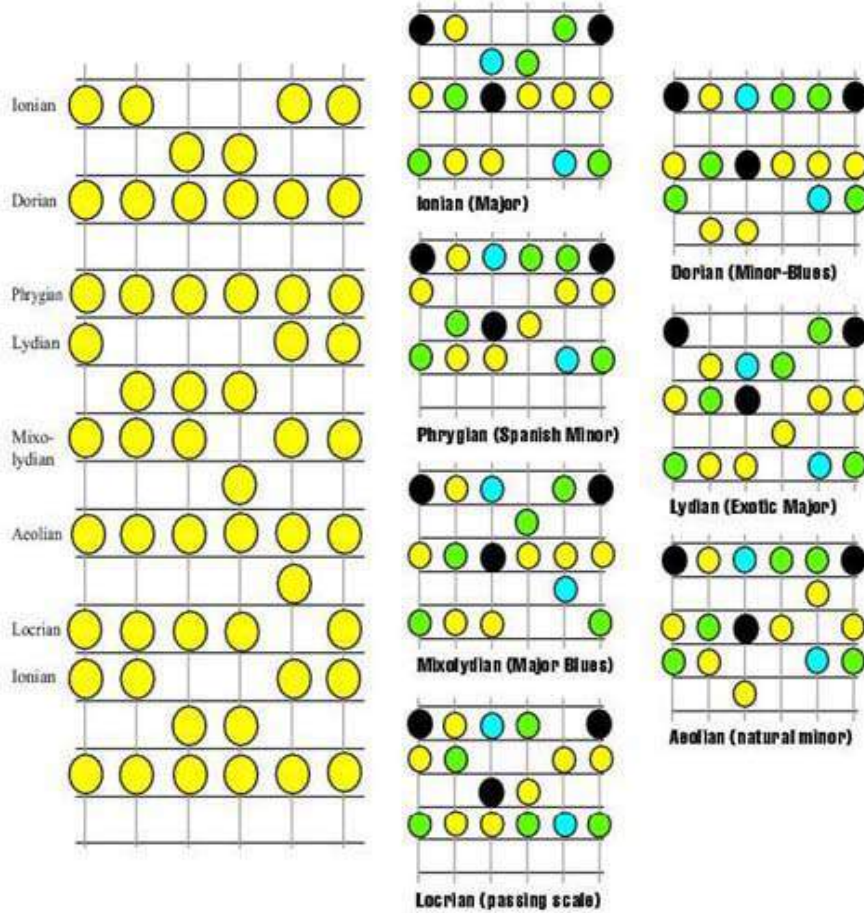 Ionian
Dorian
Phrygian
Lydian
Mixo-
lydian
Aeolian
Locrian
Ionian
Ionian (Major)
Phrygian (Spanish Minor)
Mixolydian (Major Blues)
Locrian (passing scale)
Dorian (Minor-Blues)
Lydian (Exotic Major)
Aeolian (natural minor)